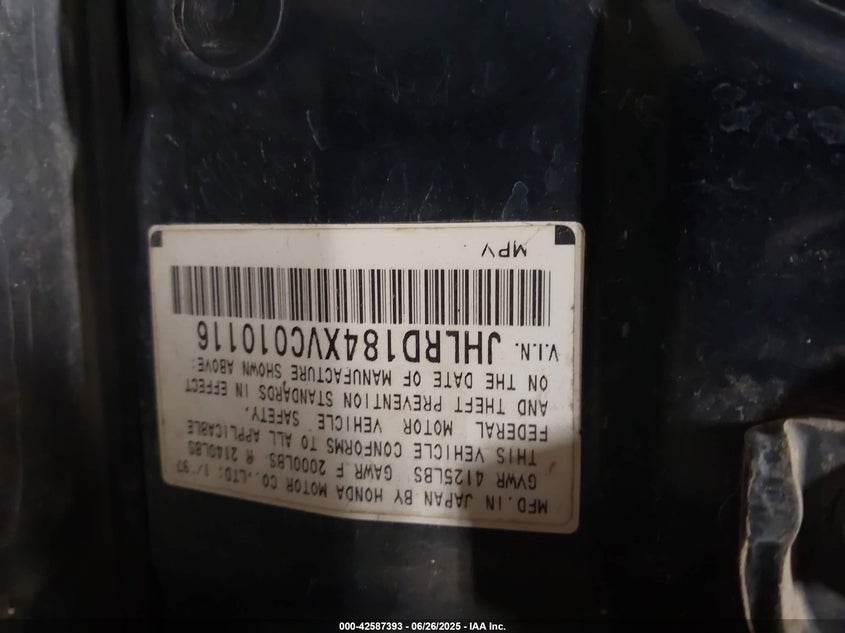 MFD. IN JAPAN BY HONDA MOTOR CO., LTD: 1/'97
GVWR 4125LBS GAWR F 2000LBS R 2140LBS
THIS VEHICLE CONFORMS TO ALL APPLICABLE
FEDERAL MOTOR VEHICLE SAFETY,
AND THEFT PREVENTION STANDARDS IN EFFECT
ON THE DATE OF MANUFACTURE SHOWN ABOVE:
V.I.N. JHLRD184XVC010116
MPV
000-42587393 - 06/26/2025 - IAA Inc.